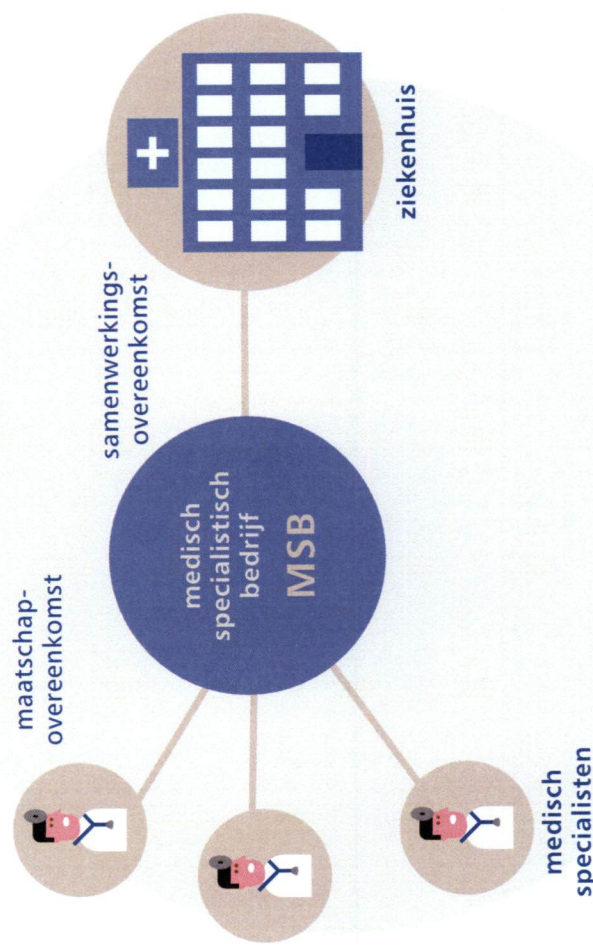 maatschap-
overeenkomst
samenwerkings-
overeenkomst
medisch
specialistisch
bedrijf
MSB
medisch
specialisten
ziekenhuis